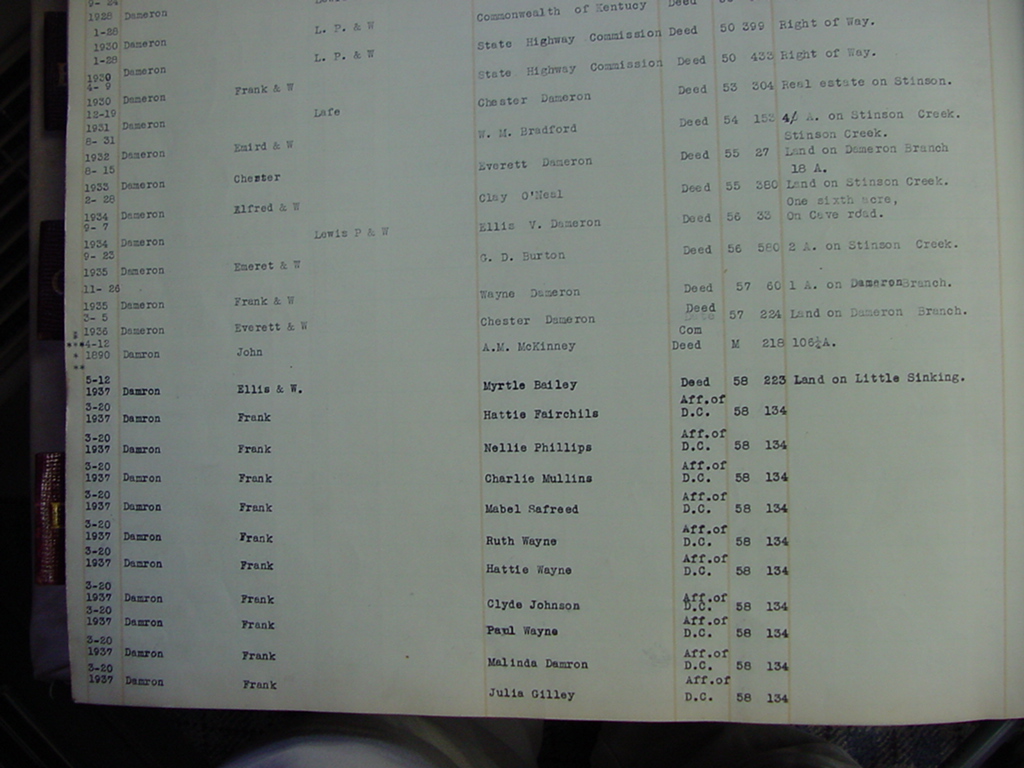 1928 Dameron Commonwealth of Kentucy Deed
1-28
1930 Dameron L. P. & W State Highway Commission Deed 50 399 Right of Way.
1-28
1930 Dameron L. P. & W State Highway Commission Deed 50 433 Right of Way.
4- 9
1930 Dameron Frank & W Chester Dameron Deed 53 304 Real estate on Stinson.
12-19
1931 Dameron Lafe W. M. Bradford Deed 54 153 A. on Stinson Creek.
8- 31 Stinson Creek.
1932 Dameron Emird & W Everett Dameron Deed 55 27 Land on Dameron Branch
8- 15 18 A.
1933 Dameron Chester Clay O'Neal Deed 55 380 Land on Stinson Creek.
2- 28 One sixth acre,
1934 Dameron Elfred & W Ellis V. Dameron Deed 56 33 On Cave road.
9- 7
1934 Dameron Lewis P & W G. D. Burton Deed 56 580 2 A. on Stinson Creek.
9- 23
1935 Dameron Emeret & W Wayne Dameron Deed 57 60 1 A. on Dameron Branch.
11- 26
1935 Dameron Frank & W Chester Dameron Deed 57 224 Land on Dameron Branch.
3- 5
1936 Dameron Everett & W A.M. McKinney Com
4-12
1890 Damron John Deed M 218 106¼A.
5-12
1937 Damron Ellis & W. Myrtle Bailey Deed 58 223 Land on Little Sinking.
3-20 Aff.of
1937 Damron Frank Hattie Fairchils D.C. 58 134
3-20 Aff.of
1937 Damron Frank Nellie Phillips D.C. 58 134
3-20 Aff.of
1937 Damron Frank Charlie Mullins D.C. 58 134
3-20 Aff.of
1937 Damron Frank Mabel Safreed D.C. 58 134
3-20 Aff.of
1937 Damron Frank Ruth Wayne D.C. 58 134
3-20 Aff.of
1937 Damron Frank Hattie Wayne D.C. 58 134
3-20 Aff.of
1937 Damron Frank Clyde Johnson D.C. 58 134
3-20 Aff.of
1937 Damron Frank Paul Wayne D.C. 58 134
3-20 Aff.of
1937 Damron Frank Malinda Damron D.C. 58 134
3-20 Aff.of
1937 Damron Frank Julia Gilley D.C. 58 134